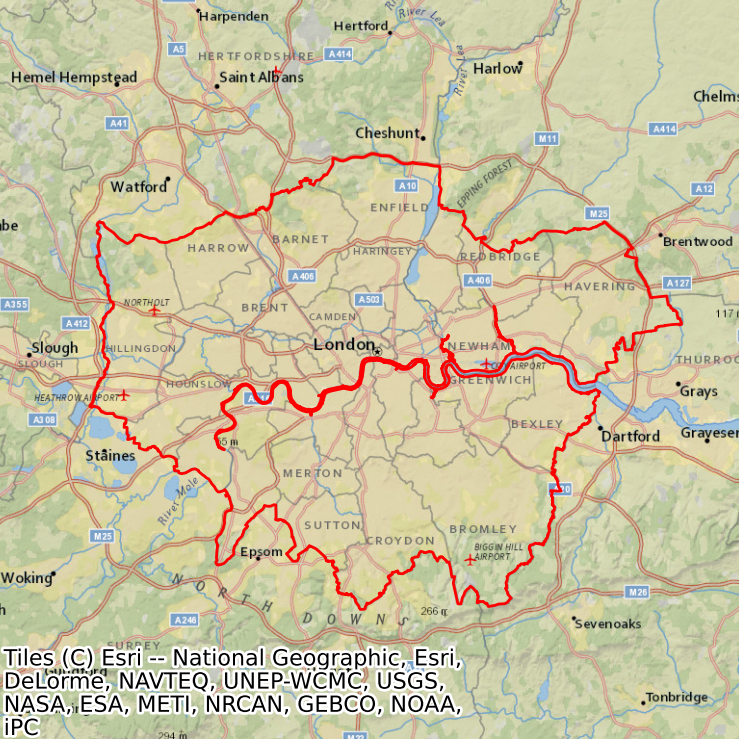 Harpenden
Hertford
River Lea
A5
HERTFORDSHIRE
A414
Harlow
River Lea
Hemel Hempstead
Saint Albans
Chelms
A41
Cheshunt
M11
A414
Watford
A10
EPPING FOREST
A12
ENFIELD
M25
be
HARROW
BARNET
HARINGEY
REDBRIDGE
Brentwood
A406
A406
HAVERING
A127
A355
NORTHOLT
BRENT
A503
CAMDEN
117
A412
Slough
HILLINGDON
London
NEWHAM
THURROC
SLOUGH
HOUNSLOW
AIRPORT
GREENWICH
HEATHROW AIRPORT
Grays
A308
BEXLEY
Staines
Dartford
Gravesen
MERTON
River Mole
A20
SUTTON
CROYDON
BROMLEY
M25
Epsom
BIGGIN HILL
AIRPORT
Woking
NORTH DOWNS
266 m
M26
h
A246
Sevenoaks
SURREY
Tiles (C) Esri -- National Geographic, Esri,
DeLorme, NAVTEQ, UNEP-WCMC, USGS,
NASA, ESA, METI, NRCAN, GEBCO, NOAA,
iPC
Tonbridge
294 m
M23